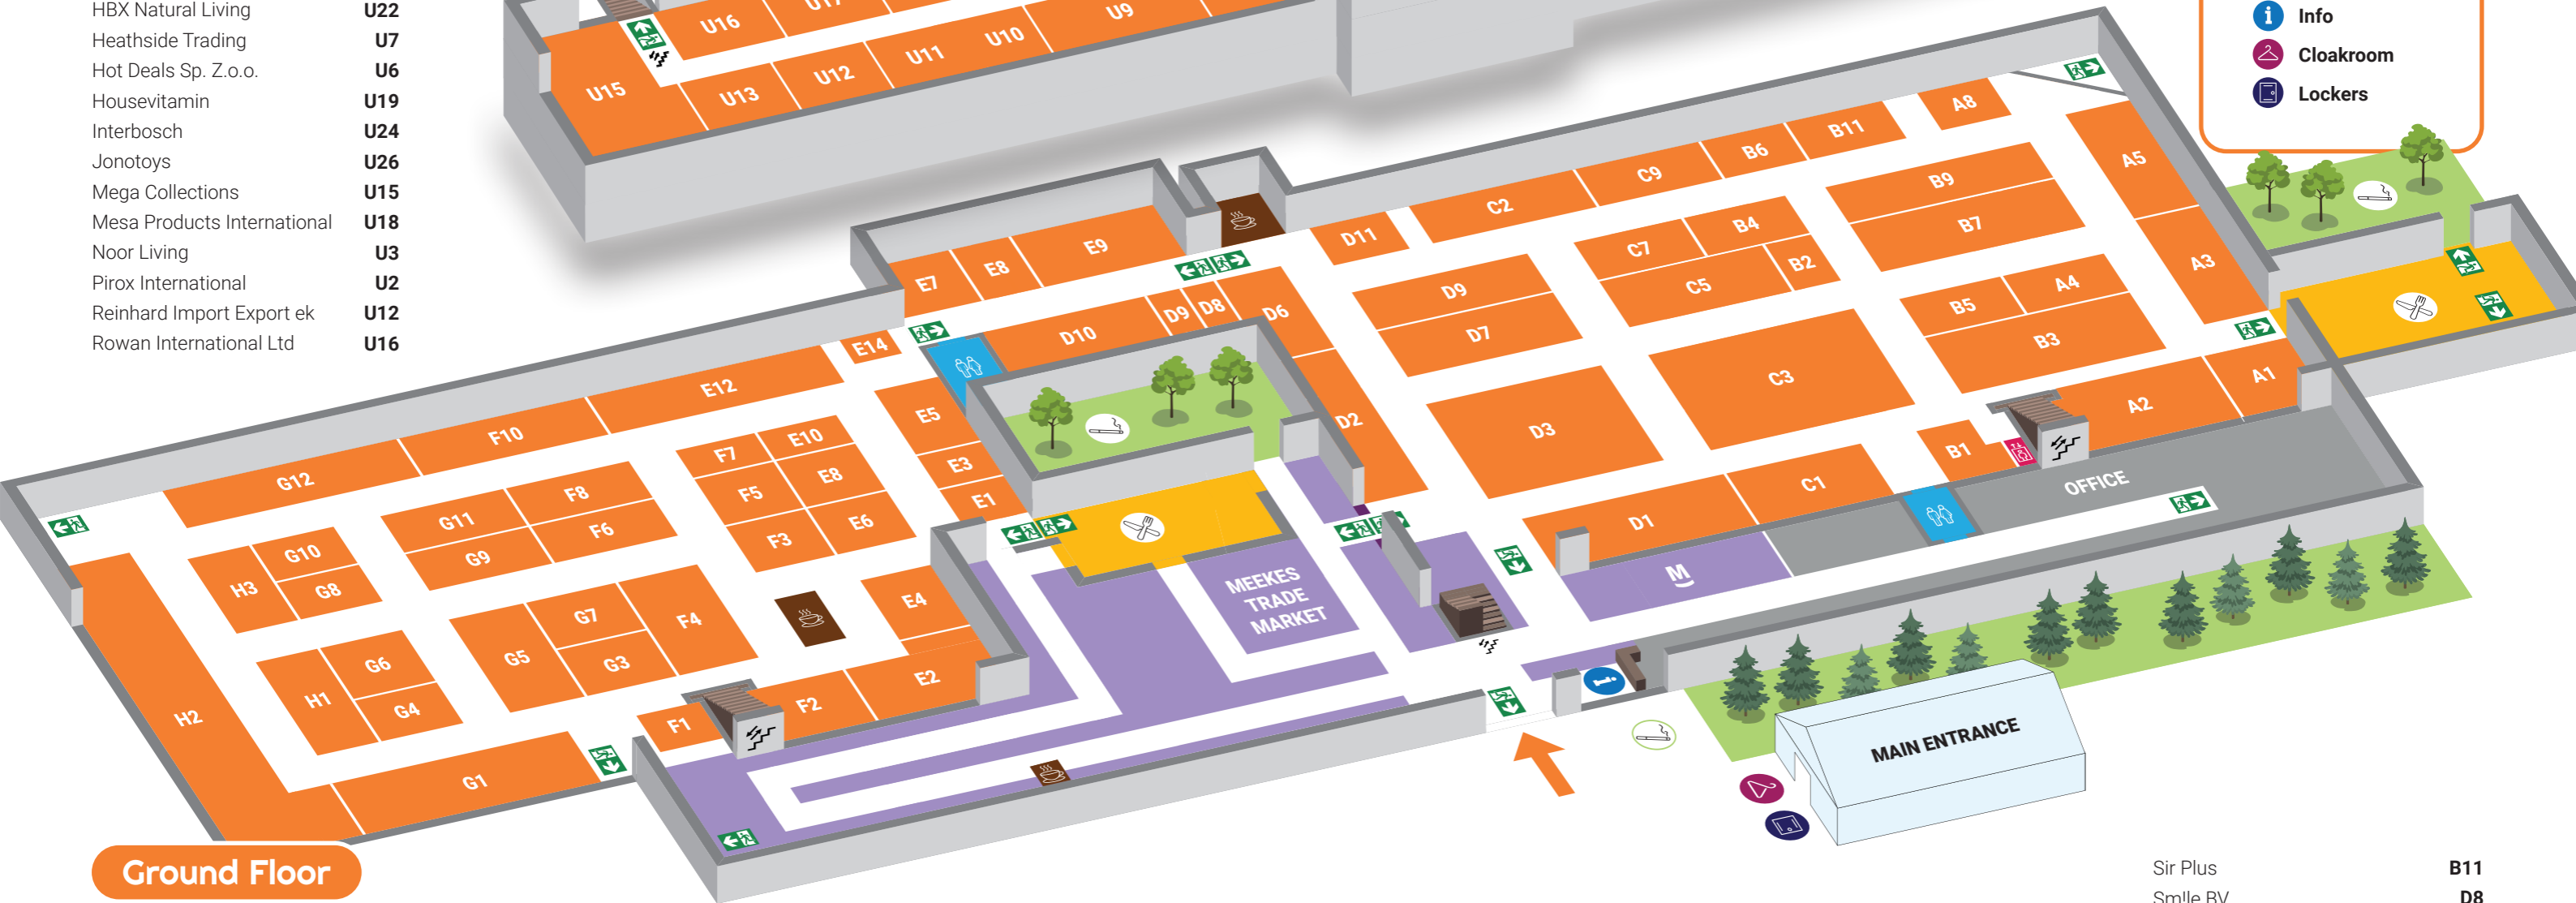 HBX Natural Living U22
Heathside Trading U7
Hot Deals Sp. Z.o.o. U6
Housevitamin U19
Interbosch U24
Jonotoys U26
Mega Collections U15
Mesa Products International U18
Noor Living U3
Pirox International U2
Reinhard Import Export ek U12
Rowan International Ltd U16
U16
U17
U9
U10
U11
U12
U13
U15
Info
Cloakroom
Lockers
A8
B11
B6
C9
C2
D11
A5
B9
B7
B4
C7
B2
C5
A3
A4
B5
B3
D9
D7
C3
D3
E9
E8
E7
D6
D8
D9
D10
D2
E14
E12
F10
G12
E5
E3
E1
A1
A2
B1
C1
D1
OFFICE
M
E10
F7
E8
F5
E6
F3
F8
G11
F6
G9
G10
H3
G8
G7
F4
G5
G3
E4
E2
F2
F1
G6
H1
G4
H2
G1
MEEKES
TRADE
MARKET
MAIN ENTRANCE
Ground Floor
Sir Plus B11
Sm!le BV D8